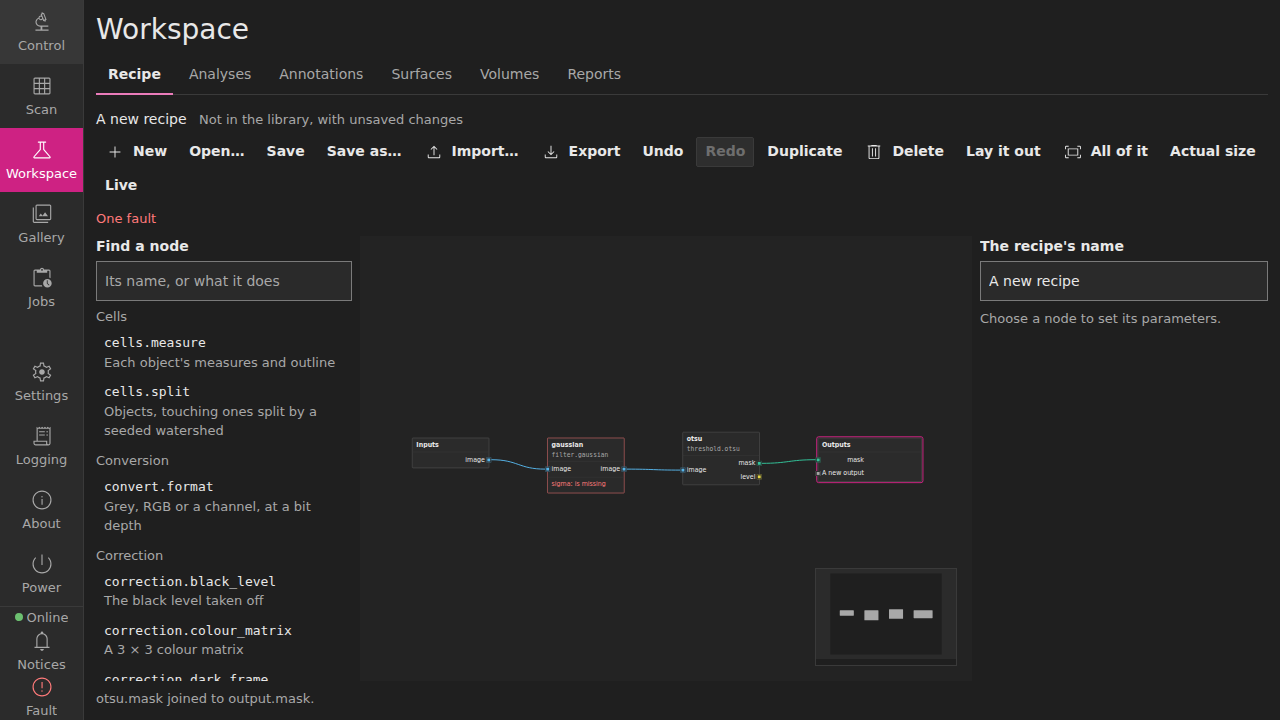 Control
Scan
Workspace
Gallery
Jobs
Settings
Logging
About
Power
Online
Notices
Fault
Workspace
Recipe Analyses Annotations Surfaces Volumes Reports
A new recipe Not in the library, with unsaved changes
New Open… Save Save as… Import… Export Undo Redo Duplicate Delete Lay it out All of it Actual size
Live
One fault
Find a node
Its name, or what it does
Cells
cells.measure
Each object's measures and outline
cells.split
Objects, touching ones split by a
seeded watershed
Conversion
convert.format
Grey, RGB or a channel, at a bit
depth
Correction
correction.black_level
The black level taken off
correction.colour_matrix
A 3 × 3 colour matrix
correction.dark_frame
Inputs
image
gaussian
filter.gaussian
image image
sigma: is missing
otsu
threshold.otsu
mask
image
level
Outputs
mask
A new output
The recipe's name
A new recipe
Choose a node to set its parameters.
otsu.mask joined to output.mask.